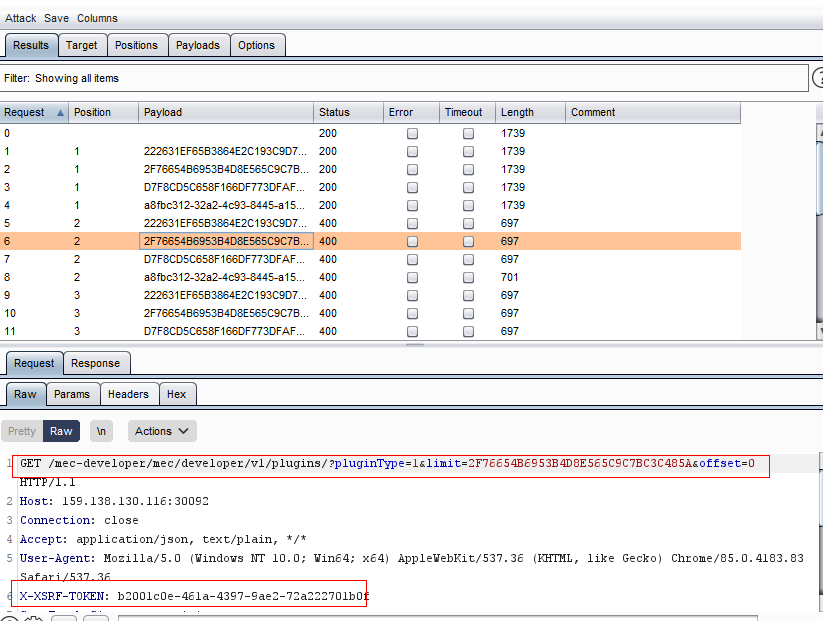 Attack Save Columns
Results Target Positions Payloads Options
Filter: Showing all items
?
Request Position Payload Status Error Timeout Length Comment
0 200 1739
1 1 222631EF65B3864E2C193C9D7... 200 1739
2 1 2F76654B6953B4D8E565C9C7B... 200 1739
3 1 D7F8CD5C658F166DF773DFAF... 200 1739
4 1 a8fbc312-32a2-4c93-8445-a15... 200 1739
5 2 222631EF65B3864E2C193C9D7... 400 697
6 2 2F76654B6953B4D8E565C9C7B... 400 697
7 2 D7F8CD5C658F166DF773DFAF... 400 697
8 2 a8fbc312-32a2-4c93-8445-a15... 400 701
9 3 222631EF65B3864E2C193C9D7... 400 697
10 3 2F76654B6953B4D8E565C9C7B... 400 697
11 3 D7F8CD5C658F166DF773DFAF... 400 697
Request Response
Raw Params Headers Hex
Pretty Raw \n Actions
1 GET /mec-developer/mec/developer/v1/plugins/?pluginType=1&limit=2F76654B6953B4D8E565C9C7BC3C485A&offset=0
HTTP/1.1
2 Host: 159.138.130.116:30092
3 Connection: close
4 Accept: application/json, text/plain, */*
5 User-Agent: Mozilla/5.0 (Windows NT 10.0; Win64; x64) AppleWebKit/537.36 (KHTML, like Gecko) Chrome/85.0.4183.83
Safari/537.36
6 X-XSRF-TOKEN: b2001c0e-461a-4397-9ae2-72a222701b0f